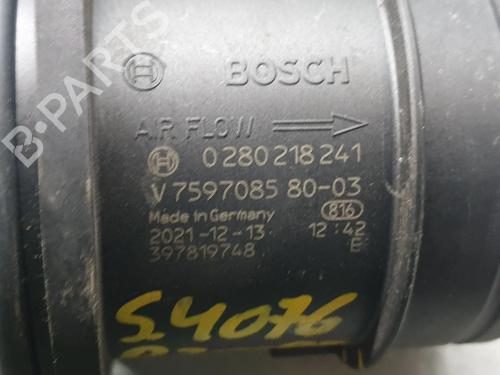 B-PARTS
BOSCH
AIR FLOW
0 280 218 241
V 7597085 80-03
Made in Germany 816
2021-12-13 12:42
397819748 E
S4076